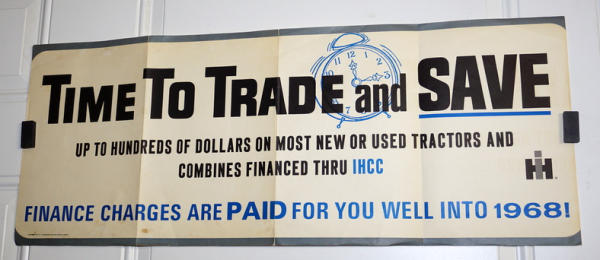 TIME TO TRADE and SAVE
UP TO HUNDREDS OF DOLLARS ON MOST NEW OR USED TRACTORS AND
COMBINES FINANCED THRU IHCC
IH
FINANCE CHARGES ARE PAID FOR YOU WELL INTO 1968!